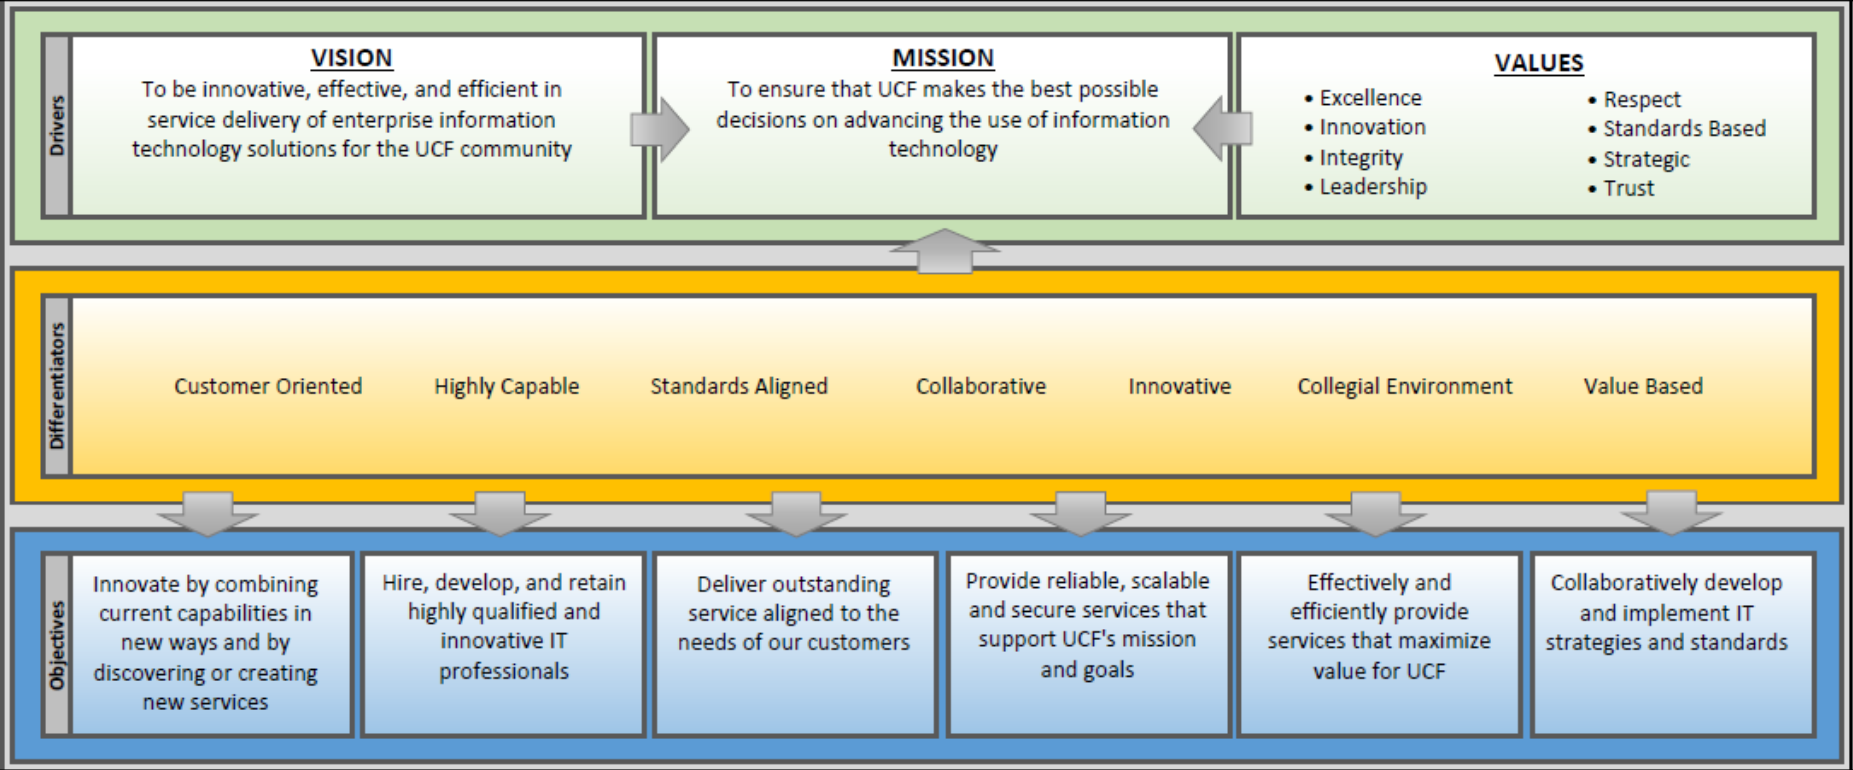 Drivers
VISION
To be innovative, effective, and efficient in
service delivery of enterprise information
technology solutions for the UCF community
MISSION
To ensure that UCF makes the best possible
decisions on advancing the use of information
technology
VALUES
• Excellence
• Innovation
• Integrity
• Leadership
• Respect
• Standards Based
• Strategic
• Trust
Differentiators
Customer Oriented
Highly Capable
Standards Aligned
Collaborative
Innovative
Collegial Environment
Value Based
Objectives
Innovate by combining
current capabilities in
new ways and by
discovering or creating
new services
Hire, develop, and retain
highly qualified and
innovative IT
professionals
Deliver outstanding
service aligned to the
needs of our customers
Provide reliable, scalable
and secure services that
support UCF's mission
and goals
Effectively and
efficiently provide
services that maximize
value for UCF
Collaboratively develop
and implement IT
strategies and standards